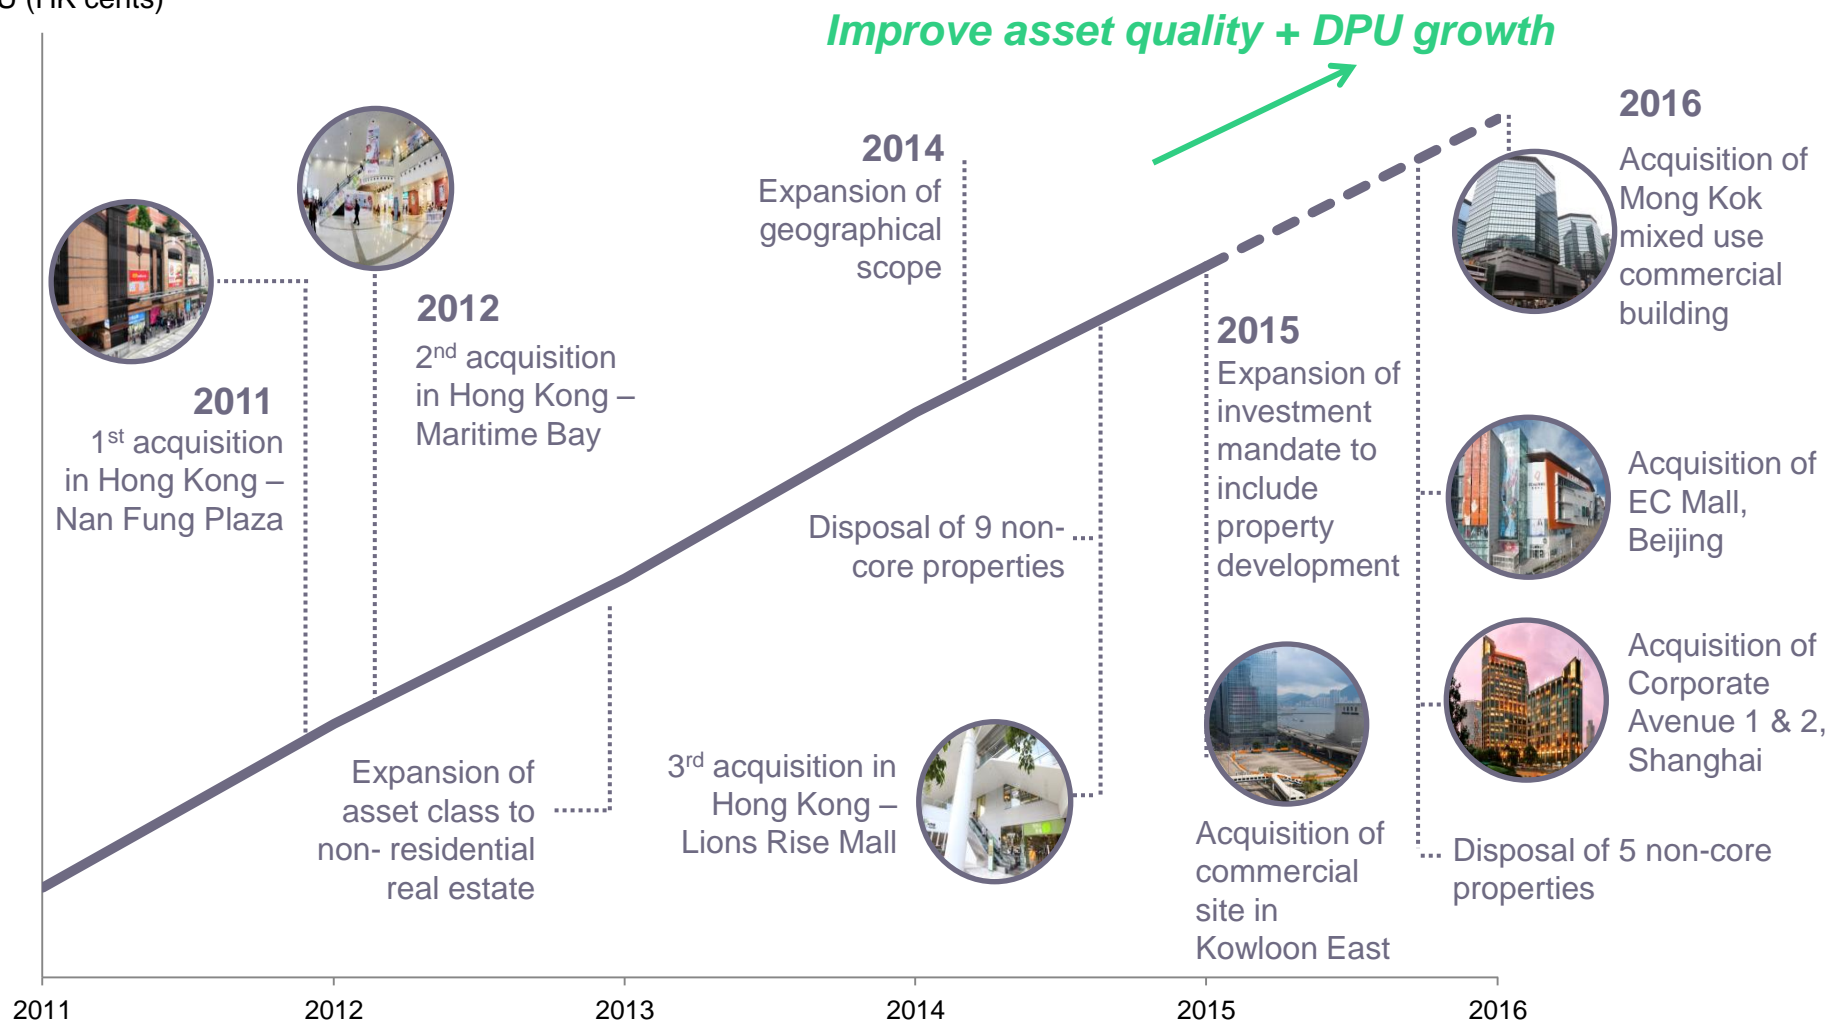 U (HK cents)
Improve asset quality + DPU growth
2011
1st acquisition
in Hong Kong –
Nan Fung Plaza
2012
2nd acquisition
in Hong Kong –
Maritime Bay
Expansion of
asset class to
non- residential
real estate
2014
Expansion of
geographical
scope
Disposal of 9 non-
core properties
3rd acquisition in
Hong Kong –
Lions Rise Mall
2015
Expansion of
investment
mandate to
include
property
development
Acquisition of
commercial
site in
Kowloon East
2016
Acquisition of
Mong Kok
mixed use
commercial
building
Acquisition of
EC Mall,
Beijing
Acquisition of
Corporate
Avenue 1 & 2,
Shanghai
Disposal of 5 non-core
properties
2011
2012
2013
2014
2015
2016